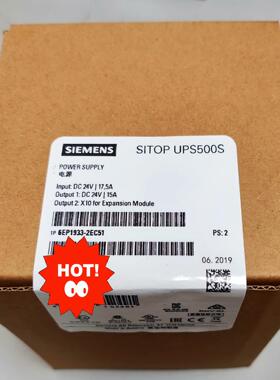 SIEMENS
SITOP UPS500S
POWER SUPPLY
电源
Input: DC 24V | 17,5A
Output 1: DC 24V | 15A
Output 2: X10 for Expansion Module
1P 6EP1933-2EC51
PS: 2
06. 2019
HOT!